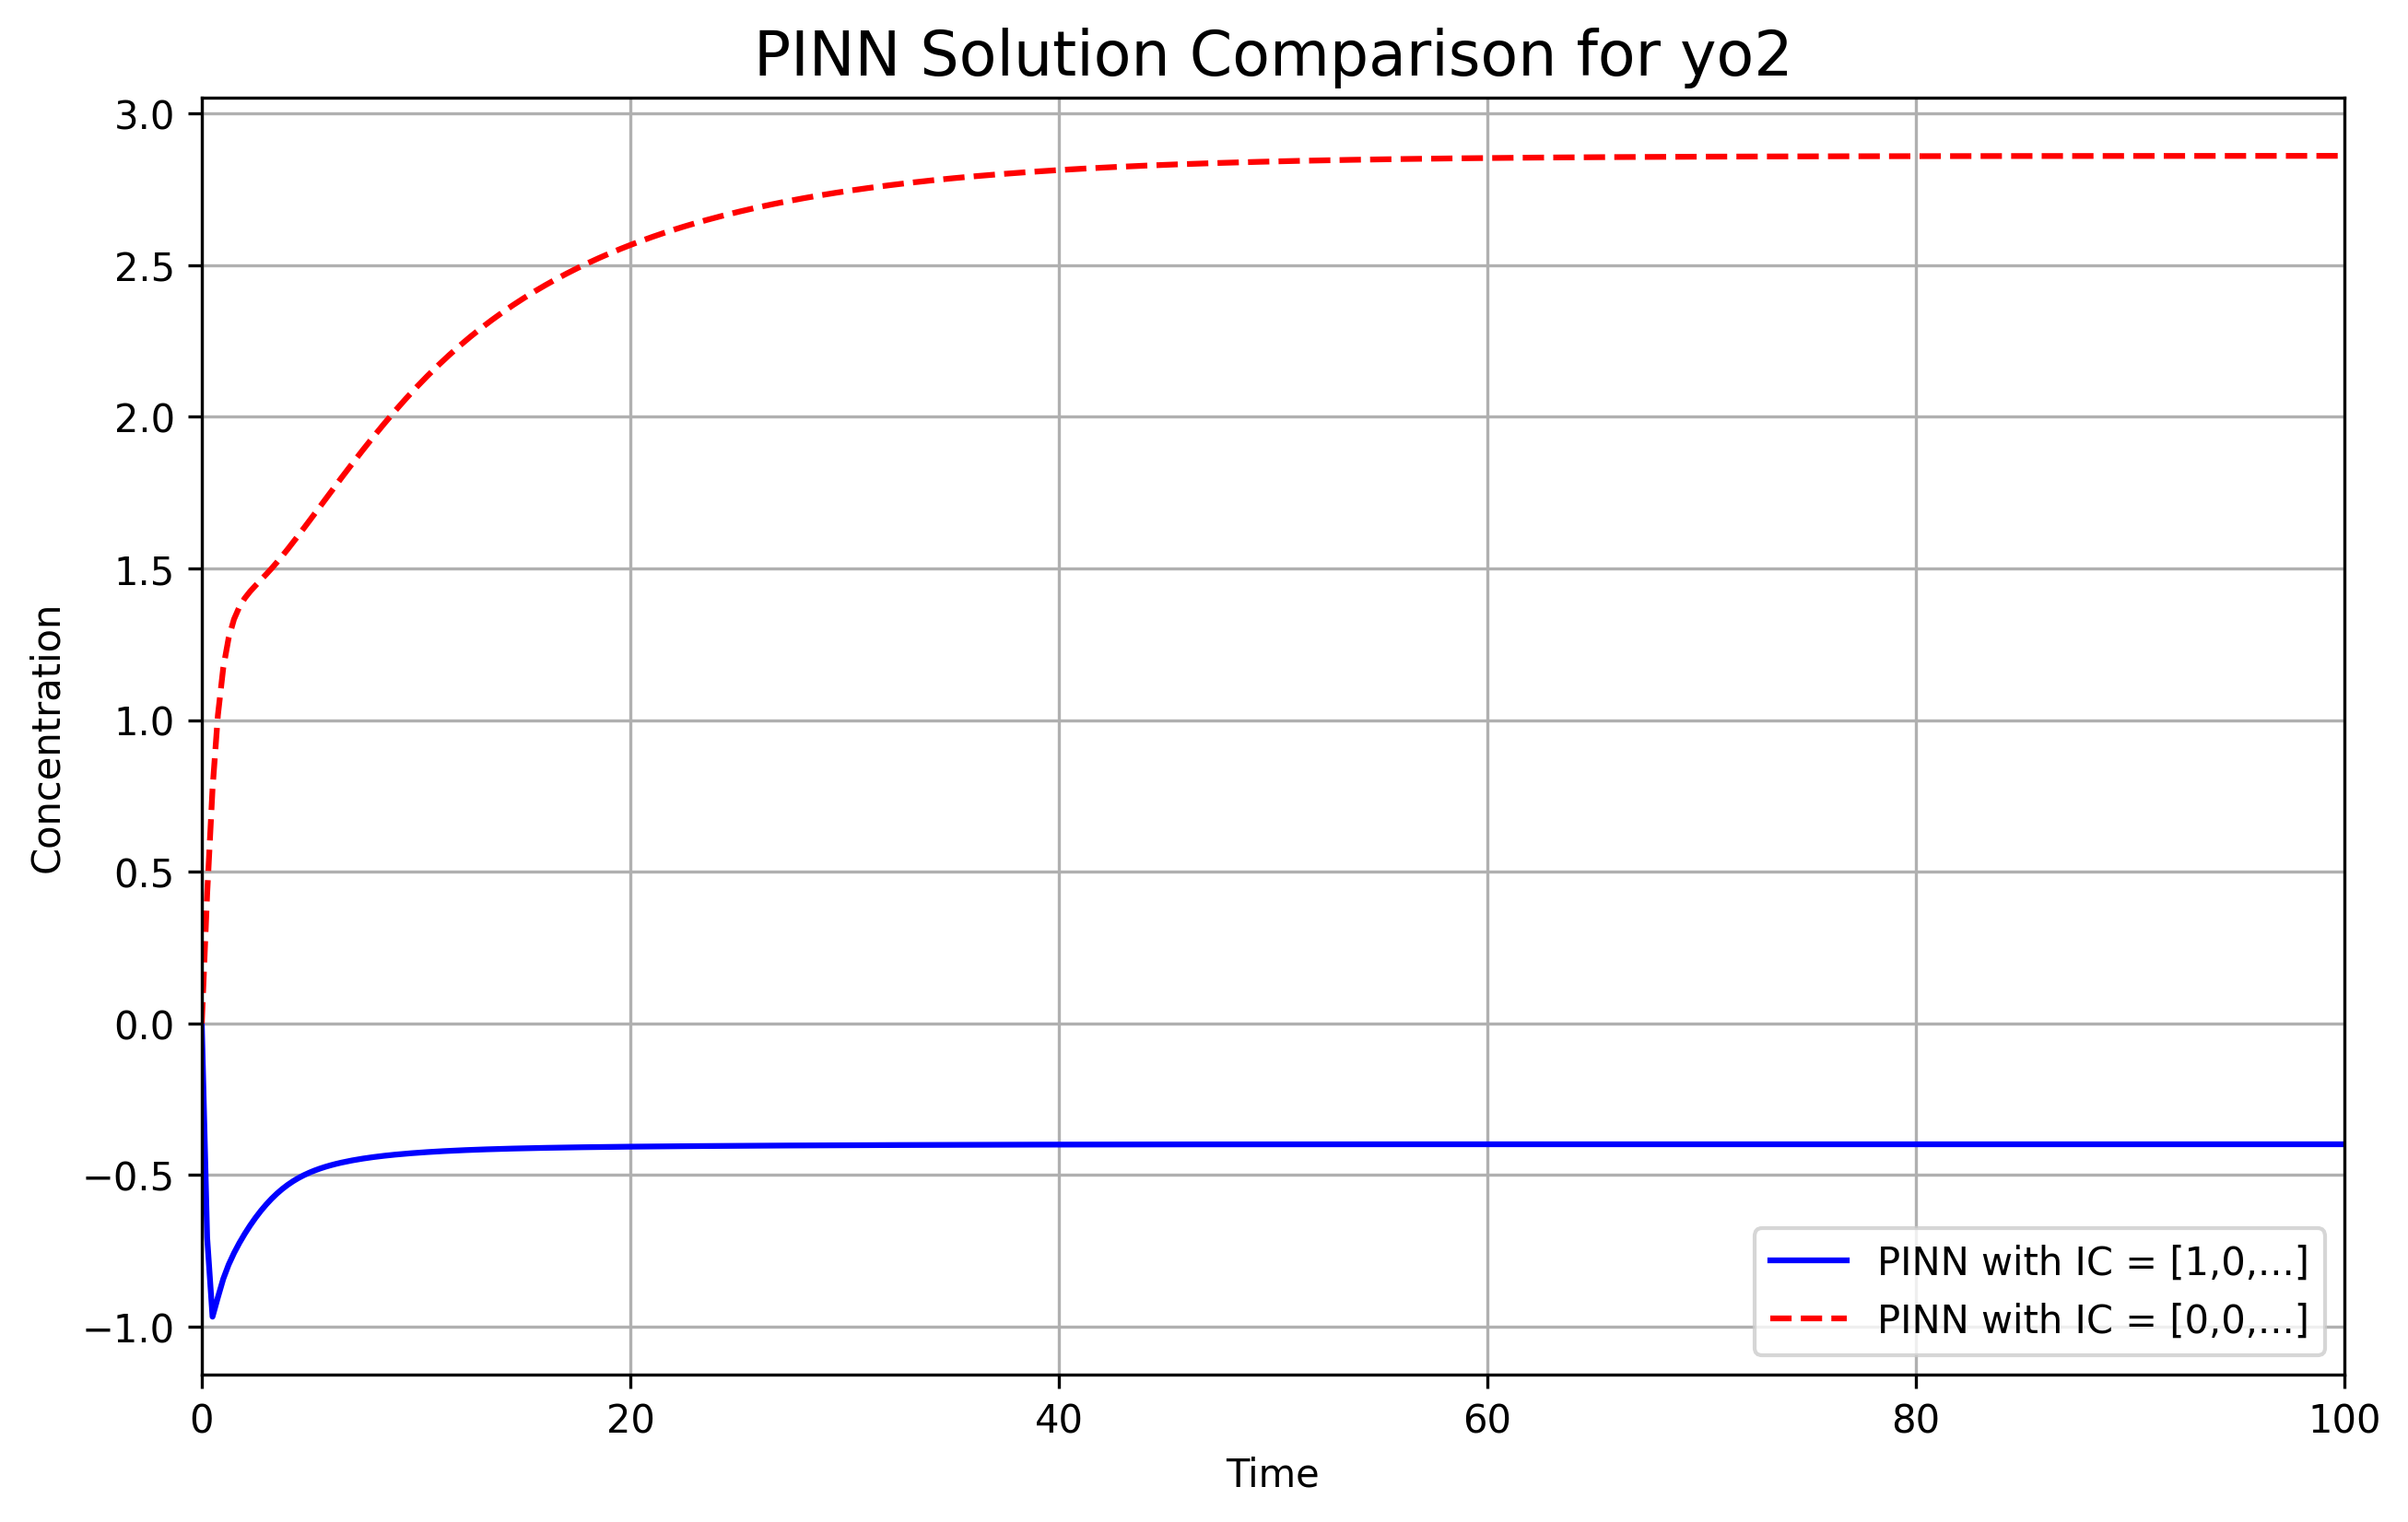 PINN Solution Comparison for yo2
3.0
2.5
2.0
1.5
1.0
0.5
0.0
−0.5
−1.0
Concentration
PINN with IC = [1,0,...]
PINN with IC = [0,0,...]
0 20 40 60 80 100
Time